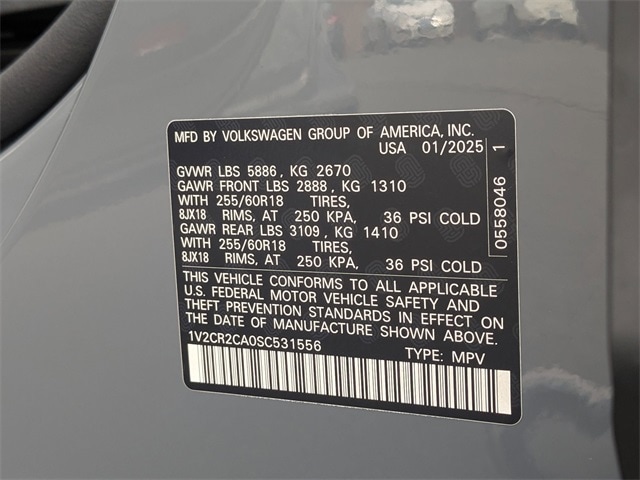 MFD BY VOLKSWAGEN GROUP OF AMERICA, INC.
USA 01/2025
GVWR LBS 5886, KG 2670
GAWR FRONT LBS 2888, KG 1310
WITH 255/60R18 TIRES,
8JX18 RIMS, AT 250 KPA, 36 PSI COLD
GAWR REAR LBS 3109, KG 1410
WITH 255/60R18 TIRES,
8JX18 RIMS, AT 250 KPA, 36 PSI COLD
THIS VEHICLE CONFORMS TO ALL APPLICABLE
U.S. FEDERAL MOTOR VEHICLE SAFETY AND
THEFT PREVENTION STANDARDS IN EFFECT ON
THE DATE OF MANUFACTURE SHOWN ABOVE.
1V2CR2CA0SC531556 TYPE: MPV
0558046 1